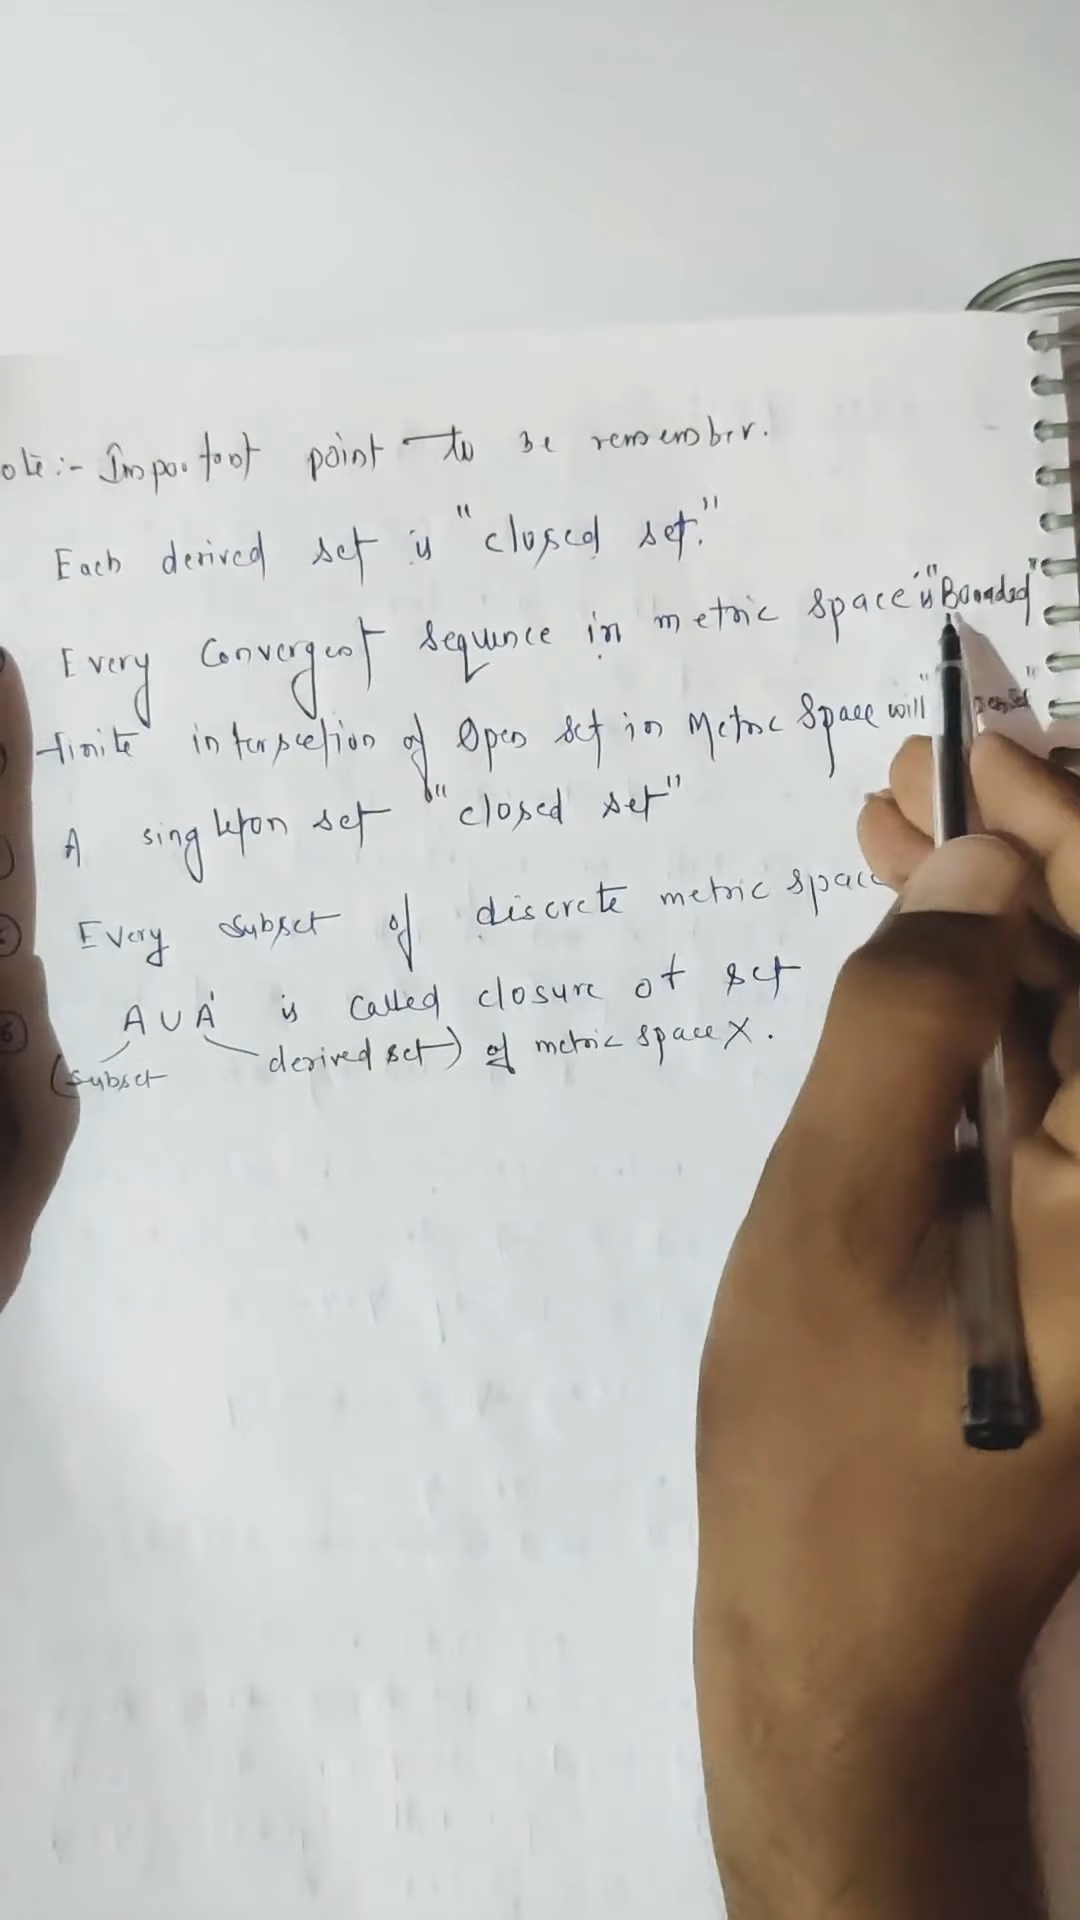 ote :- Important point to be remember.
Each derived set is "closed set."
Every Convergent sequence in metric space is "Bounded"
finite intersection of Open set in Metric Space will "
A singleton set "closed set"
Every subset of discrete metric space
A ∪ A' is called closure of set
(subset derived set) of metric space X.